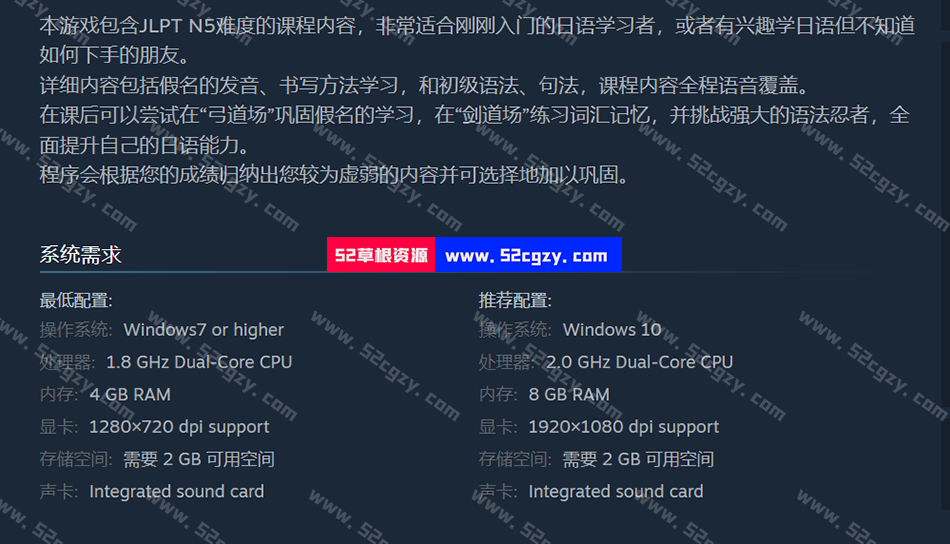 本游戏包含JLPT N5难度的课程内容，非常适合刚刚入门的日语学习者，或者有兴趣学日语但不知道
如何下手的朋友。
详细内容包括假名的发音、书写方法学习，和初级语法、句法，课程内容全程语音覆盖。
在课后可以尝试在“弓道场”巩固假名的学习，在“剑道场”练习词汇记忆，并挑战强大的语法忍者，全
面提升自己的日语能力。
程序会根据您的成绩归纳出您较为虚弱的内容并可选择地加以巩固。
系统需求
52草根资源 www.52cgzy.com
最低配置:
操作系统: Windows7 or higher
处理器: 1.8 GHz Dual-Core CPU
内存: 4 GB RAM
显卡: 1280×720 dpi support
存储空间: 需要 2 GB 可用空间
声卡: Integrated sound card
推荐配置:
操作系统: Windows 10
处理器: 2.0 GHz Dual-Core CPU
内存: 8 GB RAM
显卡: 1920×1080 dpi support
存储空间: 需要 2 GB 可用空间
声卡: Integrated sound card
www.52cgzy.com